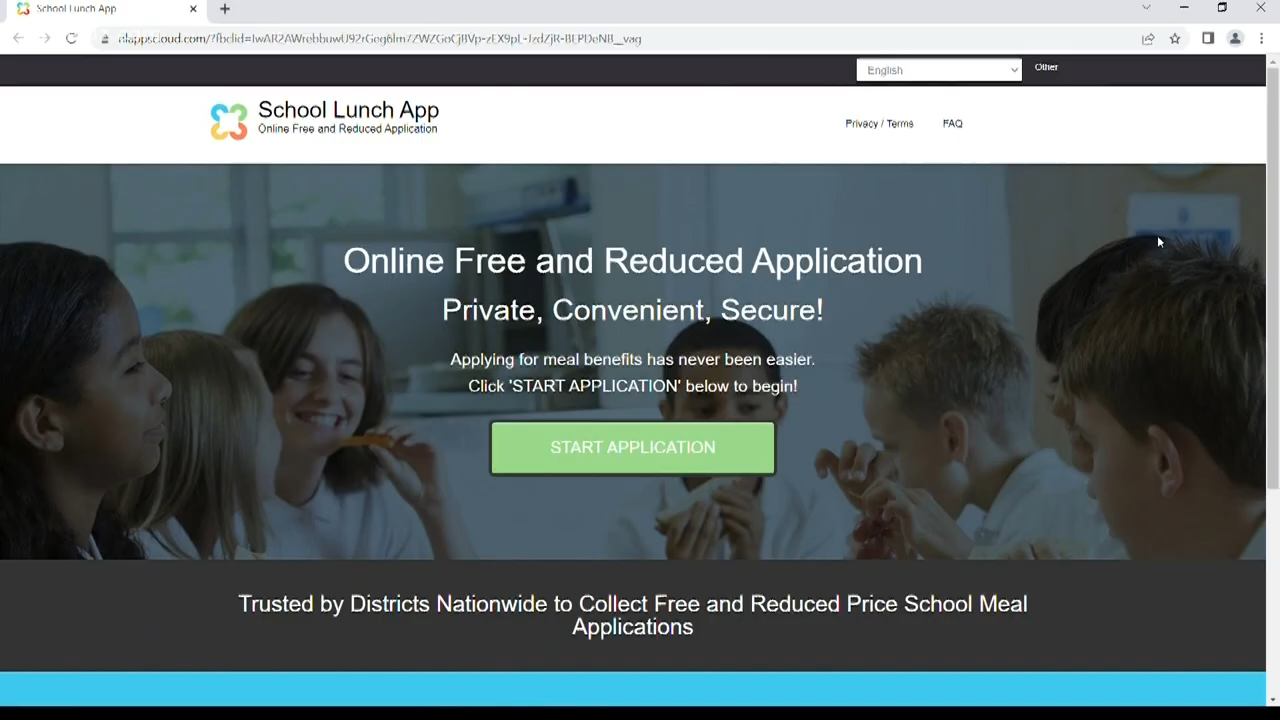 School Lunch App
English
Other
School Lunch App
Online Free and Reduced Application
Privacy / Terms
FAQ
Online Free and Reduced Application
Private, Convenient, Secure!
Applying for meal benefits has never been easier.
Click 'START APPLICATION' below to begin!
START APPLICATION
Trusted by Districts Nationwide to Collect Free and Reduced Price School Meal
Applications